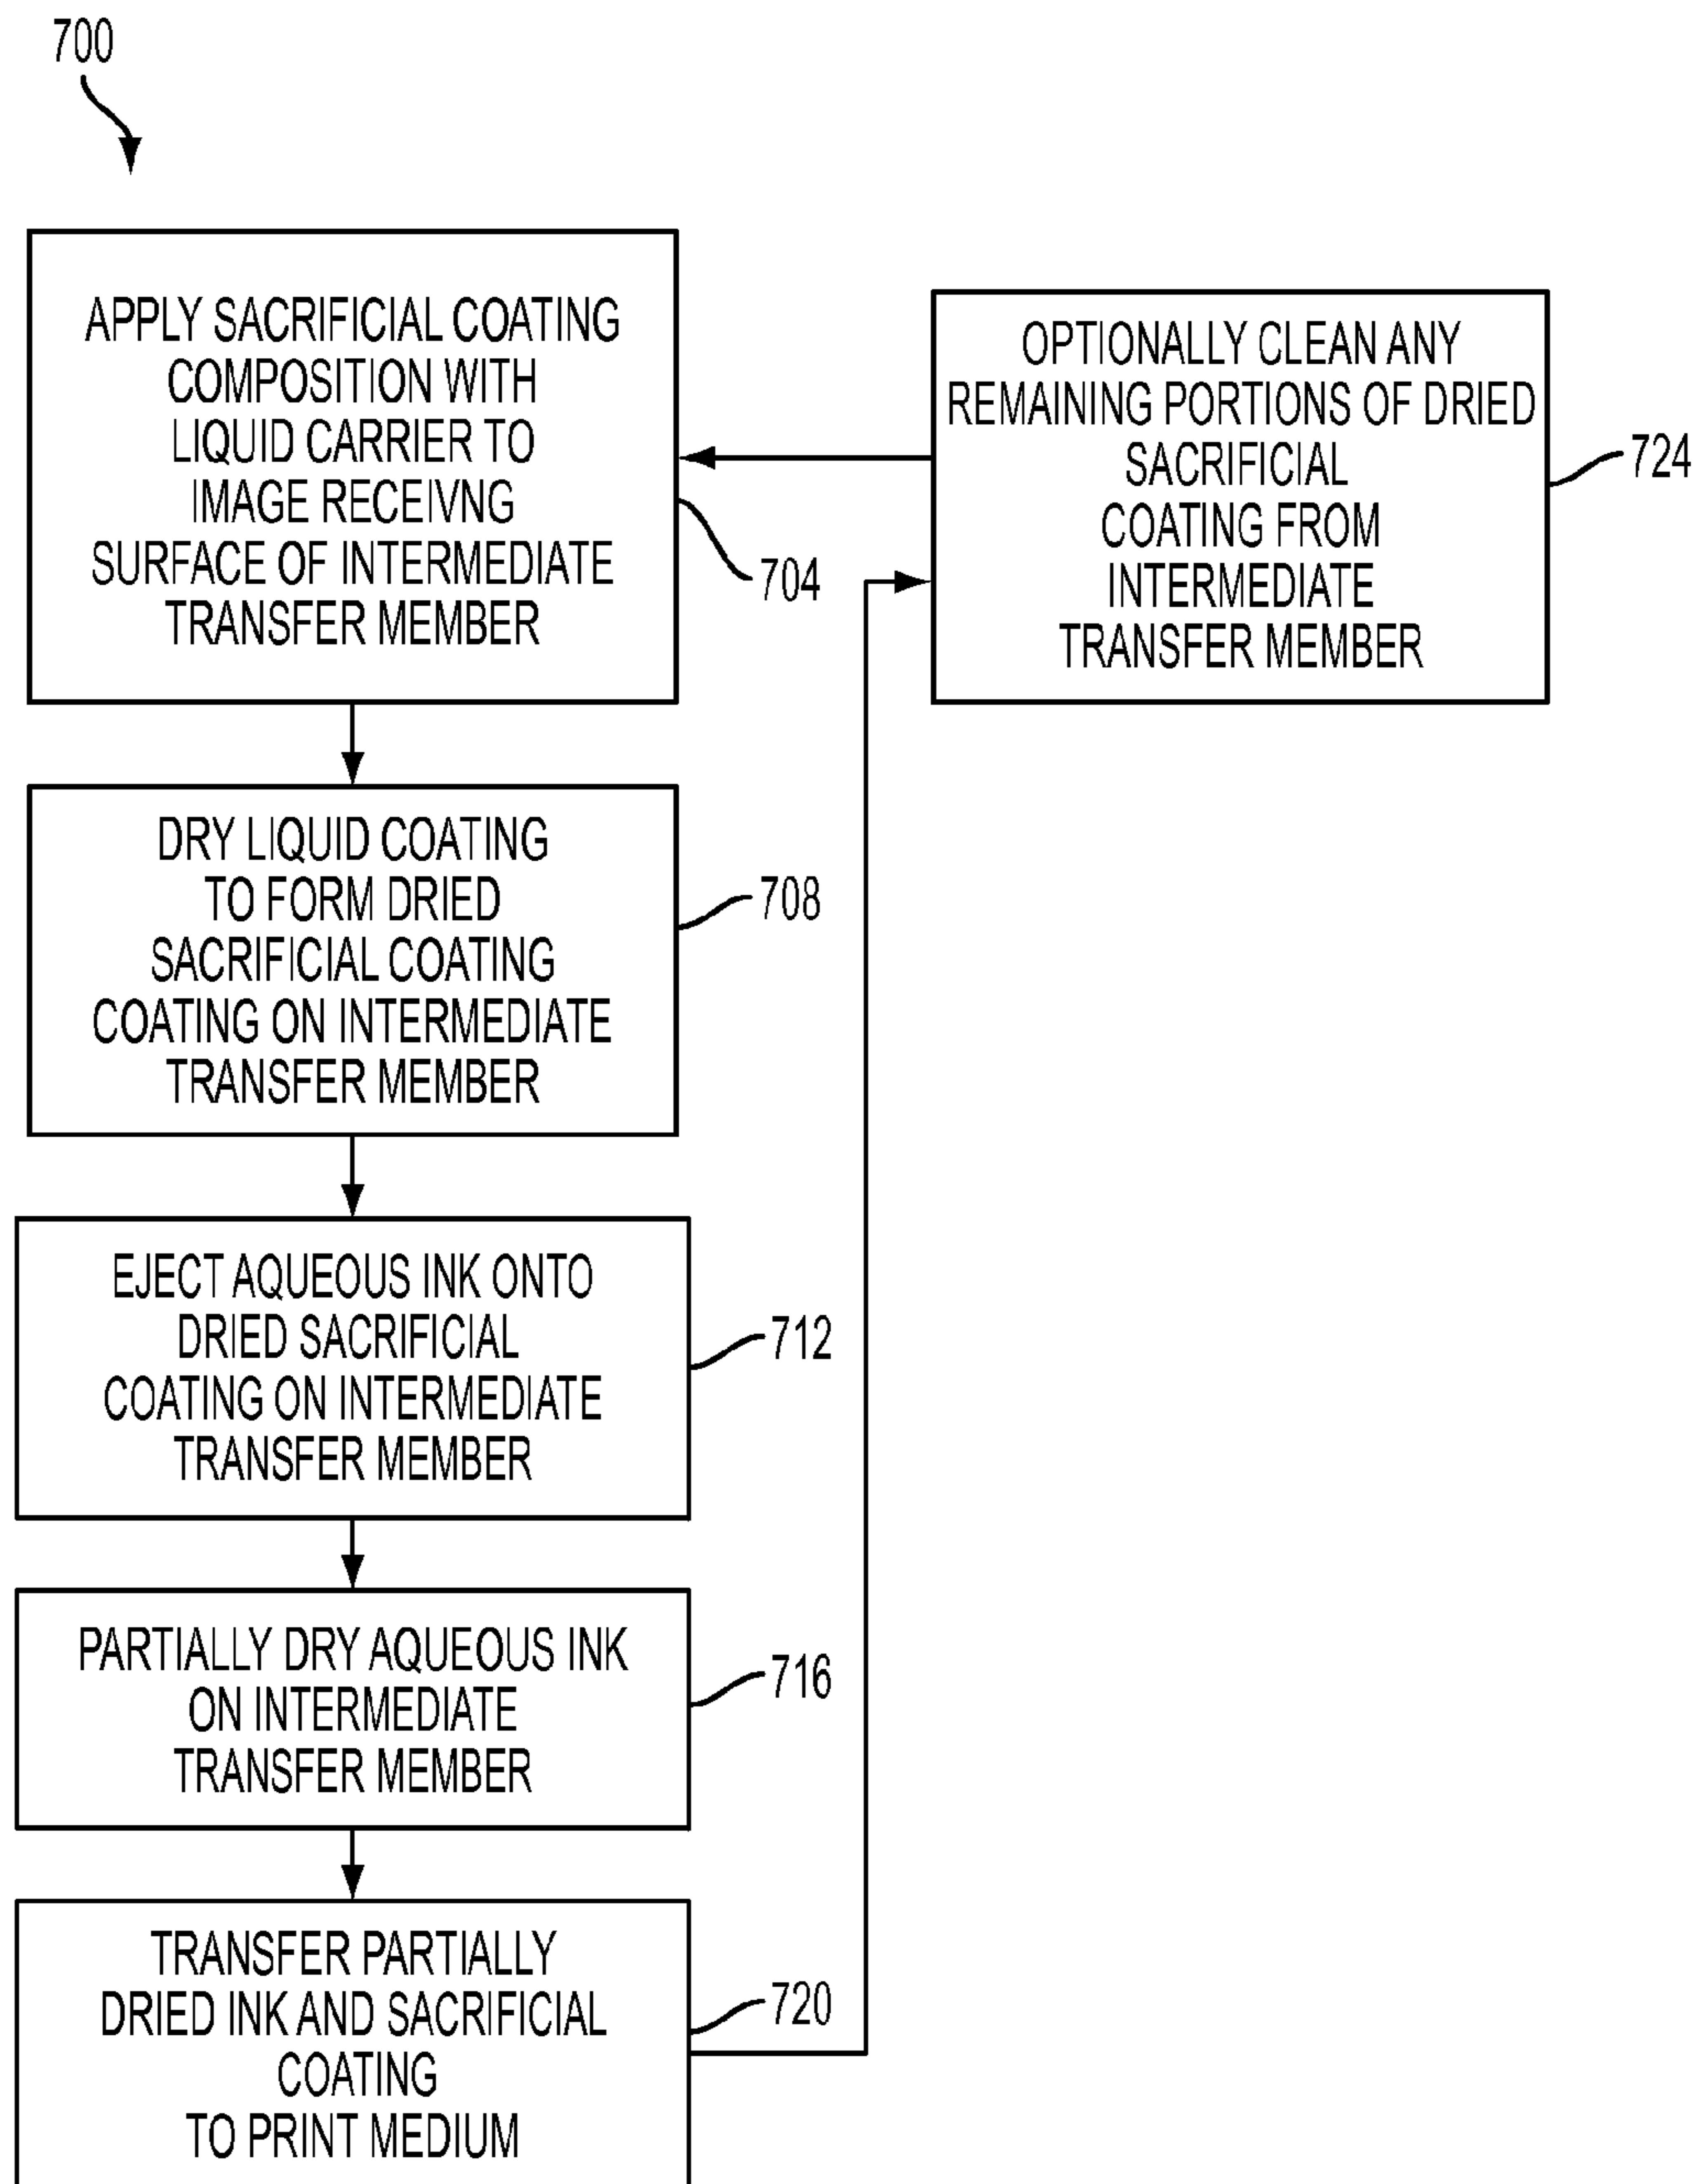 700
APPLY SACRIFICIAL COATING
COMPOSITION WITH
LIQUID CARRIER TO
IMAGE RECEIVNG
SURFACE OF INTERMEDIATE
TRANSFER MEMBER
704
OPTIONALLY CLEAN ANY
REMAINING PORTIONS OF DRIED
SACRIFICIAL
COATING FROM
INTERMEDIATE
TRANSFER MEMBER
724
DRY LIQUID COATING
TO FORM DRIED
SACRIFICIAL COATING
COATING ON INTERMEDIATE
TRANSFER MEMBER
708
EJECT AQUEOUS INK ONTO
DRIED SACRIFICIAL
COATING ON INTERMEDIATE
TRANSFER MEMBER
712
PARTIALLY DRY AQUEOUS INK
ON INTERMEDIATE
TRANSFER MEMBER
716
TRANSFER PARTIALLY
DRIED INK AND SACRIFICIAL
COATING
TO PRINT MEDIUM
720